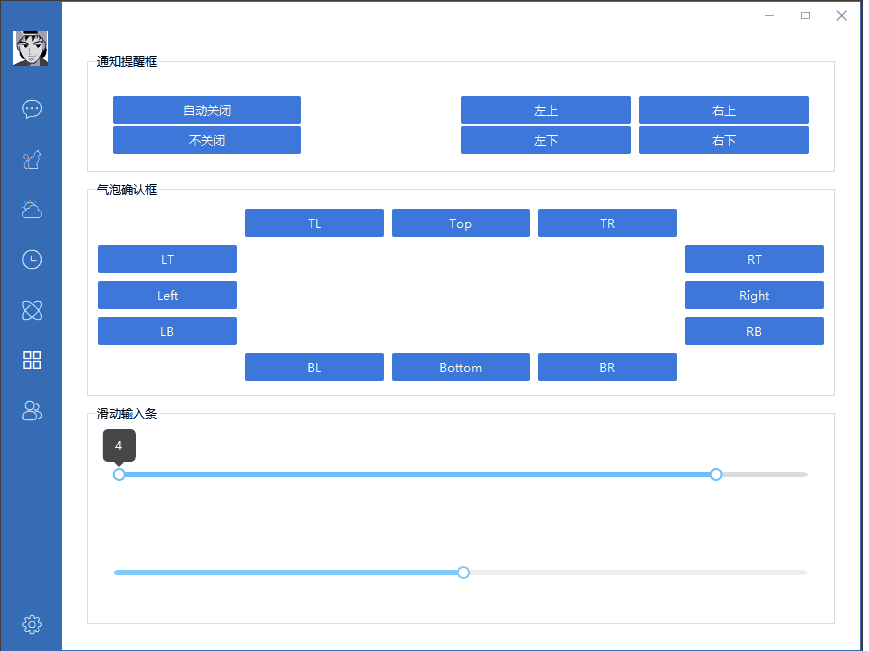 通知提醒框
自动关闭 左上 右上
不关闭 左下 右下
气泡确认框
TL Top TR
LT RT
Left Right
LB RB
BL Bottom BR
滑动输入条
4